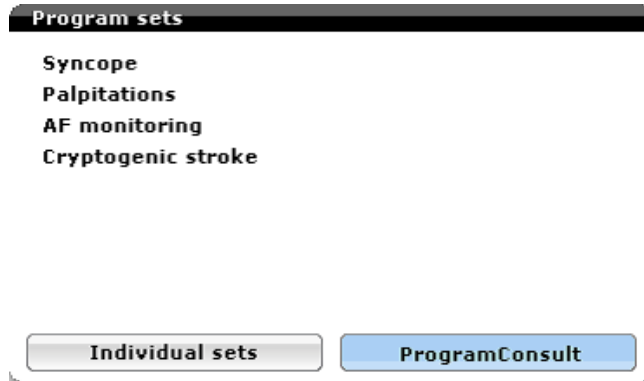 Program sets
Syncope
Palpitations
AF monitoring
Cryptogenic stroke
Individual sets
ProgramConsult